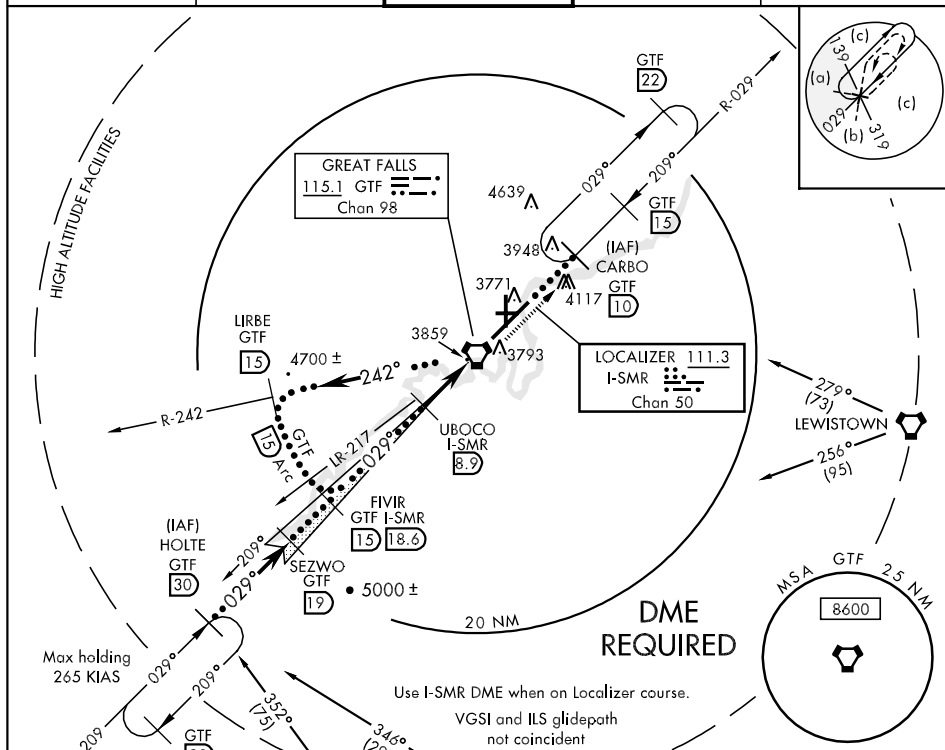 HIGH ALTITUDE FACILITIES
GTF
22
R-029
139
(c)
(a)
(c)
029
(b)
319
GREAT FALLS
115.1 GTF
Chan 98
029°
209°
4639
GTF
15
3948
(IAF)
CARBO
GTF
10
3771
4117
LIRBE
GTF
15
4700 ±
3859
3793
242°
R-242
LOCALIZER 111.3
I-SMR
Chan 50
279°
(73)
LEWISTOWN
256°
(95)
GTF
15 Arc
LR-217
029°
UBOCO
I-SMR
8.9
FIVIR
GTF I-SMR
15 18.6
(IAF)
HOLTE
GTF
30
209°
029°
SEZWO
GTF
19
5000 ±
20 NM
DME
REQUIRED
MSA GTF 25 NM
8600
Max holding
265 KIAS
029°
209°
209
352°
(75)
346°
Use I-SMR DME when on Localizer course.
VGSI and ILS glidepath
not coincident
GTF